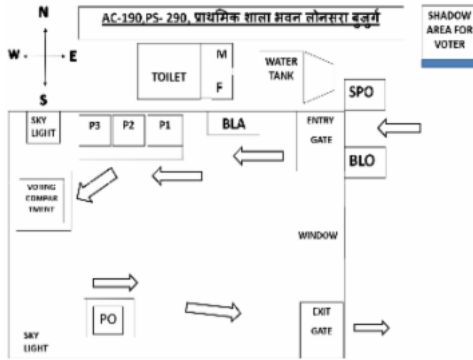 AC-190,PS- 290, प्राथमिक शाला भवन लोनसरा बुजुर्ग
SHADOW
AREA FOR
VOTER
N
W
E
S
TOILET
M
F
WATER
TANK
SPO
SKY
LIGHT
P3
P2
P1
BLA
ENTRY
GATE
BLO
VOTING
COMPAR
TMENT
WINDOW
PO
EXIT
GATE
SKY
LIGHT